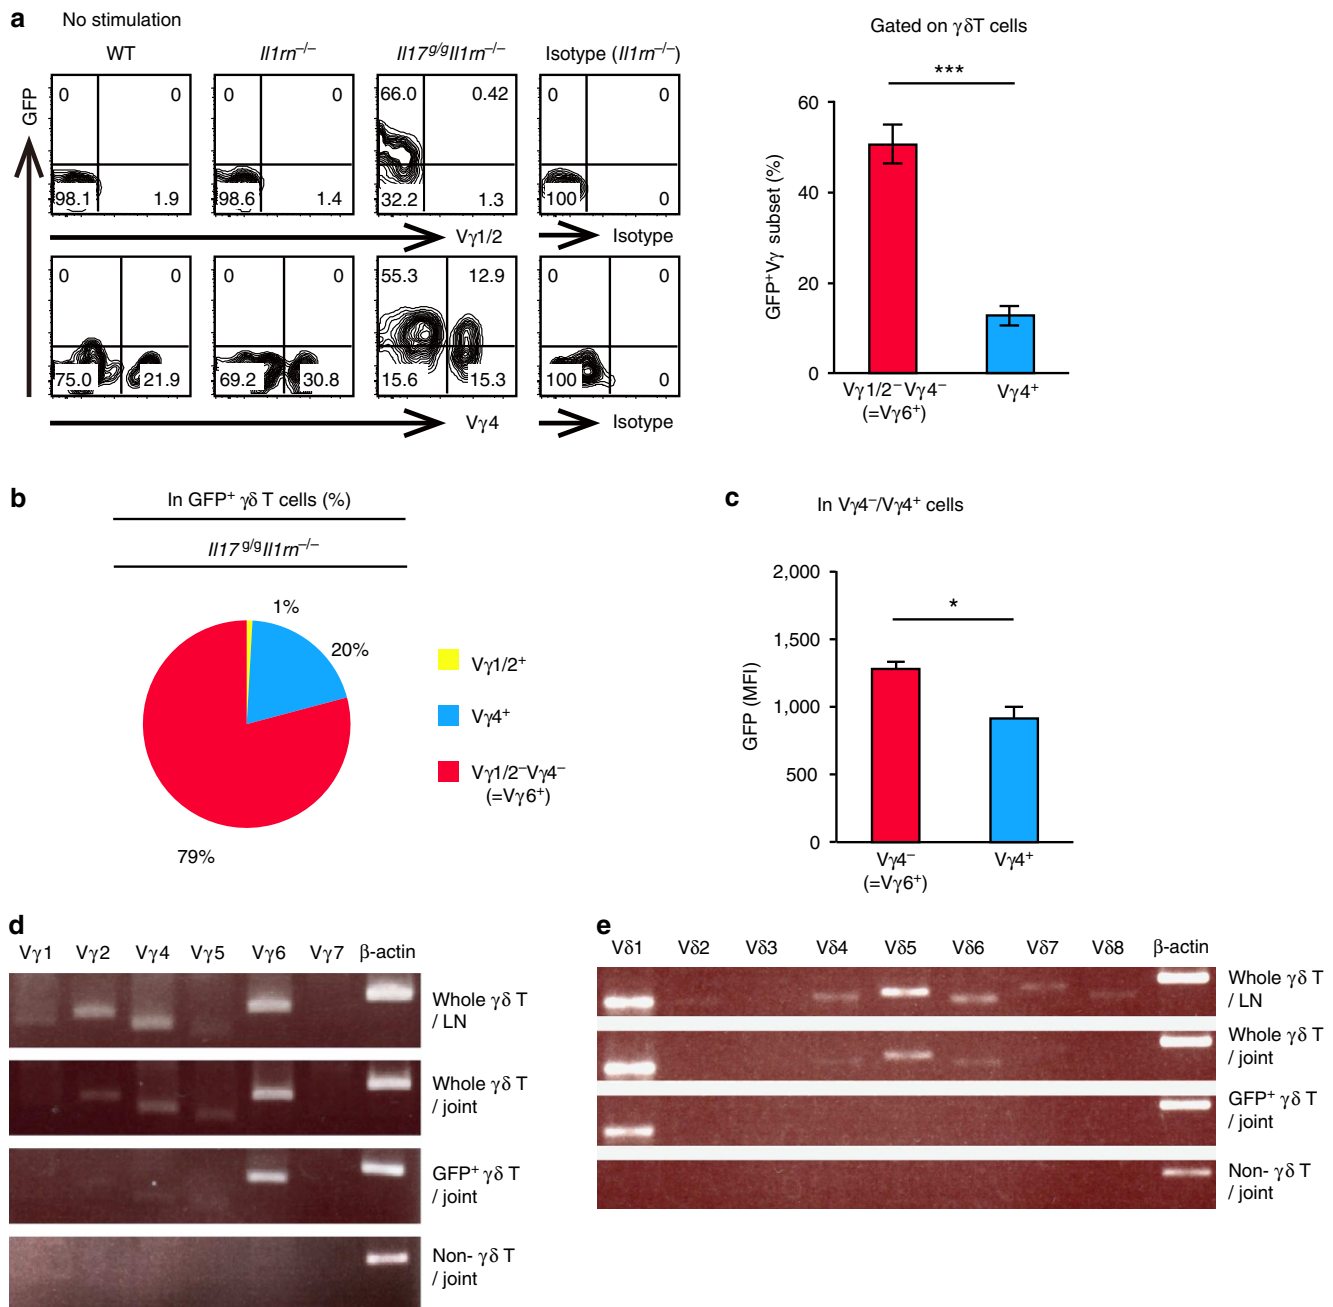 a
No stimulation
WT
Il1rn−/−
Il17g/gIl1rn−/−
Isotype (Il1rn−/−)
GFP
0 0
98.1 1.9
0 0
98.6 1.4
66.0 0.42
32.2 1.3
0 0
100 0
Vγ1/2
Isotype
0 0
75.0 21.9
0 0
69.2 30.8
55.3 12.9
15.6 15.3
0 0
100 0
Vγ4
Isotype
Gated on γδT cells
***
GFP+Vγ subset (%)
60
40
20
0
Vγ1/2−Vγ4−
(=Vγ6+)
Vγ4+
b
In GFP+ γδ T cells (%)
Il17 g/gIl1rn−/−
1%
20%
79%
Vγ1/2+
Vγ4+
Vγ1/2−Vγ4−
(=Vγ6+)
c
In Vγ4−/Vγ4+ cells
*
GFP (MFI)
2,000
1,500
1,000
500
0
Vγ4−
(=Vγ6+)
Vγ4+
d
Vγ1 Vγ2 Vγ4 Vγ5 Vγ6 Vγ7 β-actin
Whole γδ T
/ LN
Whole γδ T
/ joint
GFP+ γδ T
/ joint
Non- γδ T
/ joint
e
Vδ1 Vδ2 Vδ3 Vδ4 Vδ5 Vδ6 Vδ7 Vδ8 β-actin
Whole γδ T
/ LN
Whole γδ T
/ joint
GFP+ γδ T
/ joint
Non- γδ T
/ joint